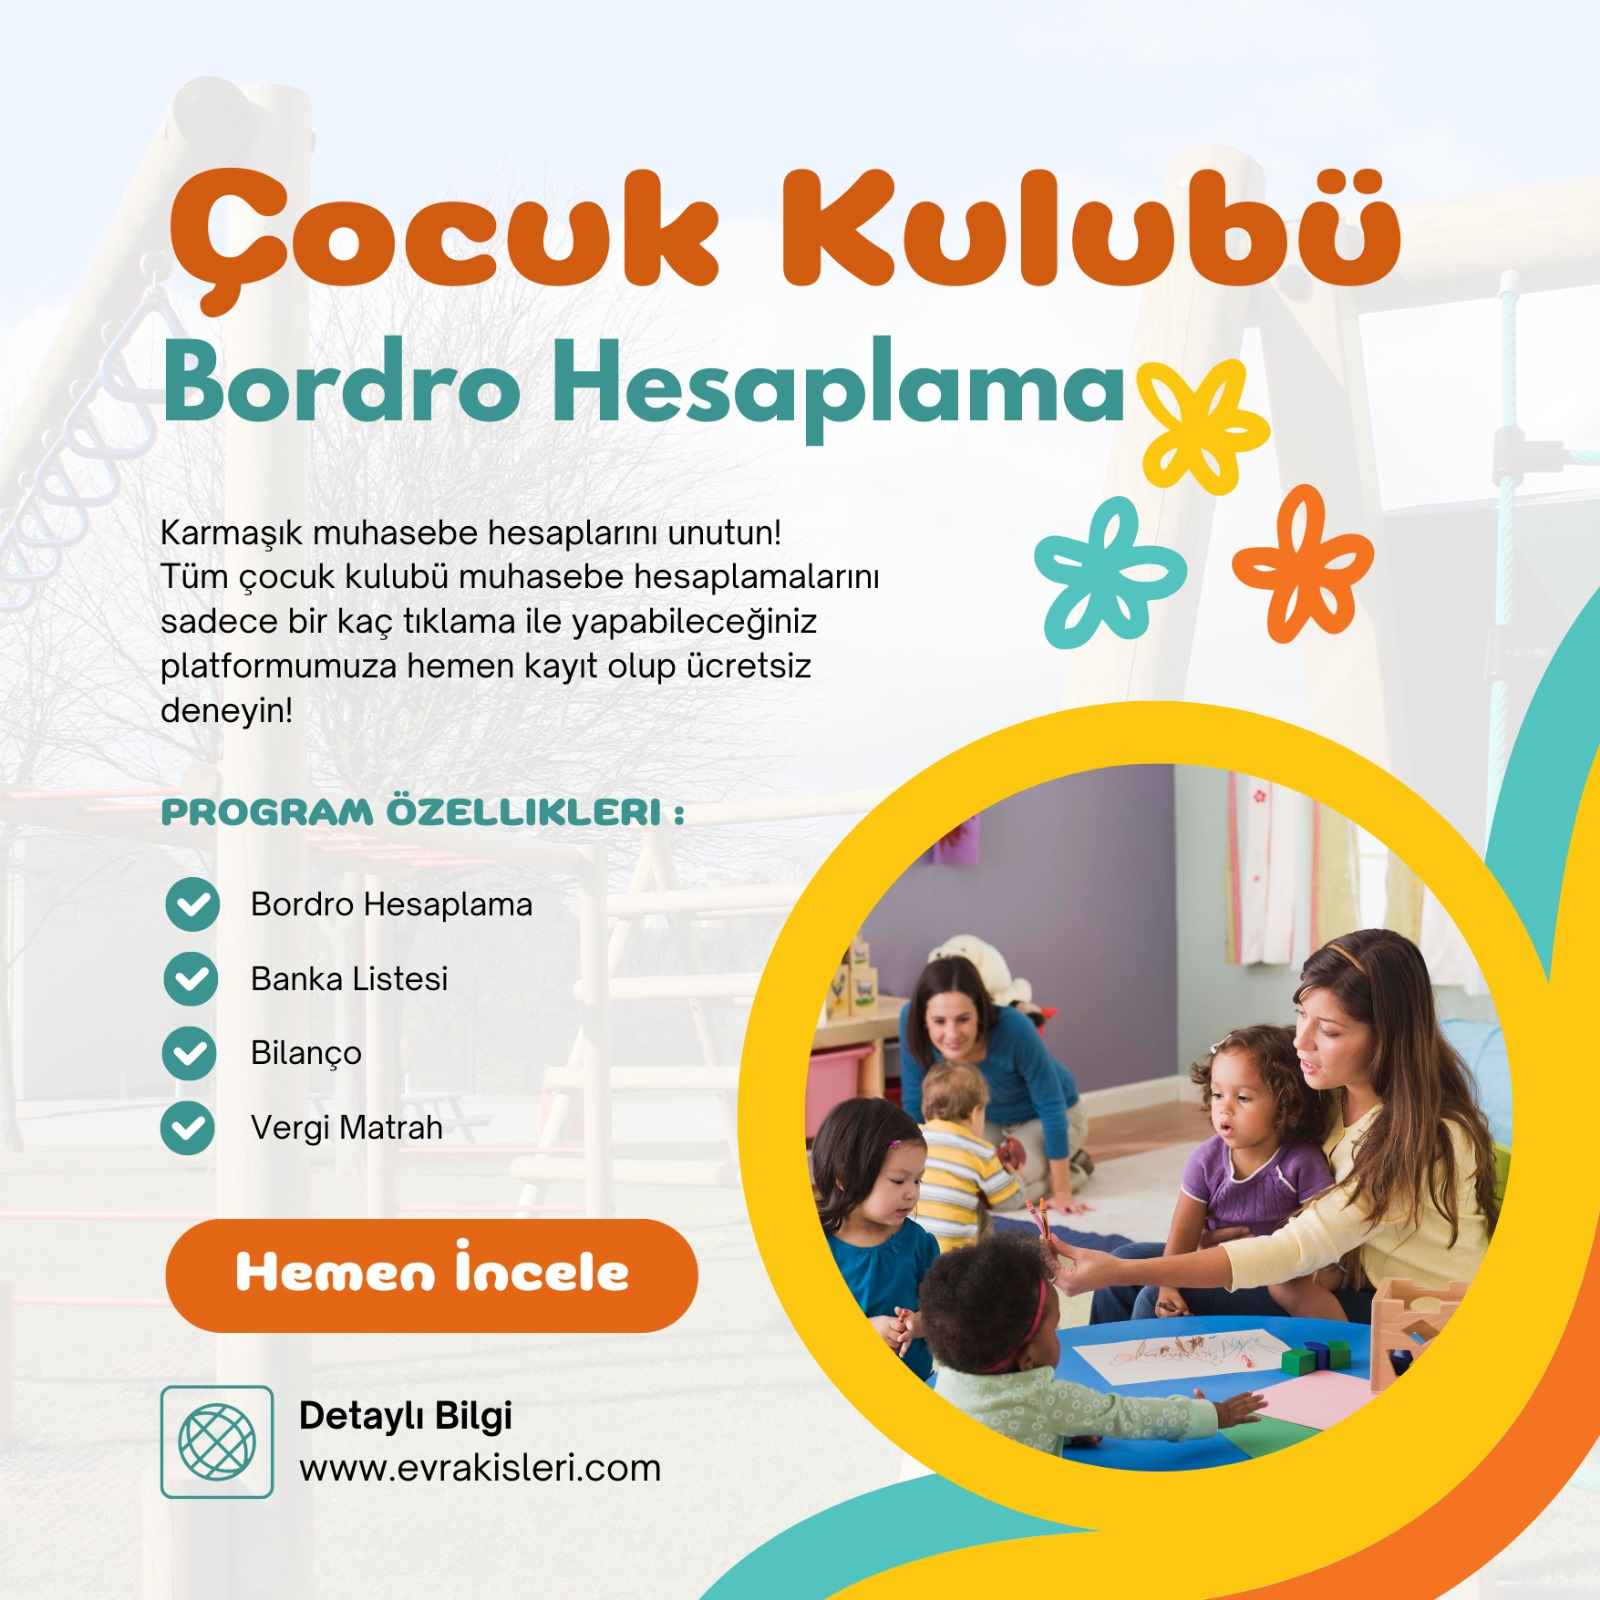 Çocuk Kulubü
Bordro Hesaplama
Karmaşık muhasebe hesaplarını unutun!
Tüm çocuk kulubü muhasebe hesaplamalarını
sadece bir kaç tıklama ile yapabileceğiniz
platformumuza hemen kayıt olup ücretsiz
deneyin!
PROGRAM ÖZELLIKLERI :
Bordro Hesaplama
Banka Listesi
Bilanço
Vergi Matrah
Hemen İncele
Detaylı Bilgi
www.evrakisleri.com